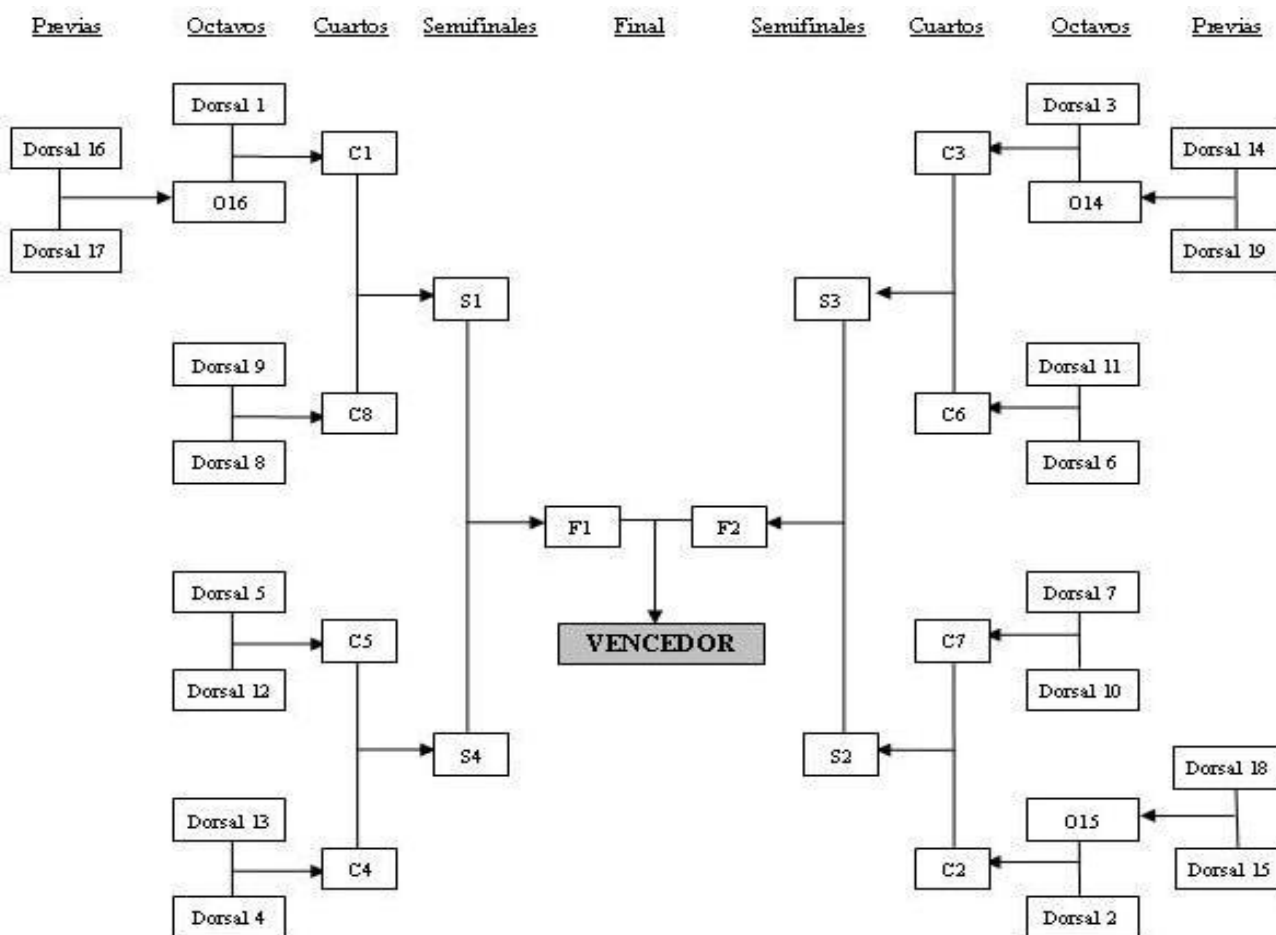 Previas Octavos Cuartos Semifinales Final Semifinales Cuartos Octavos Previas
Dorsal 1 Dorsal 3
Dorsal 16 C1 C3 Dorsal 14
O16 O14
Dorsal 17 Dorsal 19
S1 S3
Dorsal 9 Dorsal 11
C8 C6
Dorsal 8 Dorsal 6
F1 F2
Dorsal 5 Dorsal 7
C5 VENCEDOR C7
Dorsal 12 Dorsal 10
S4 S2
Dorsal 18
Dorsal 13 O15
C4 C2 Dorsal 15
Dorsal 4 Dorsal 2